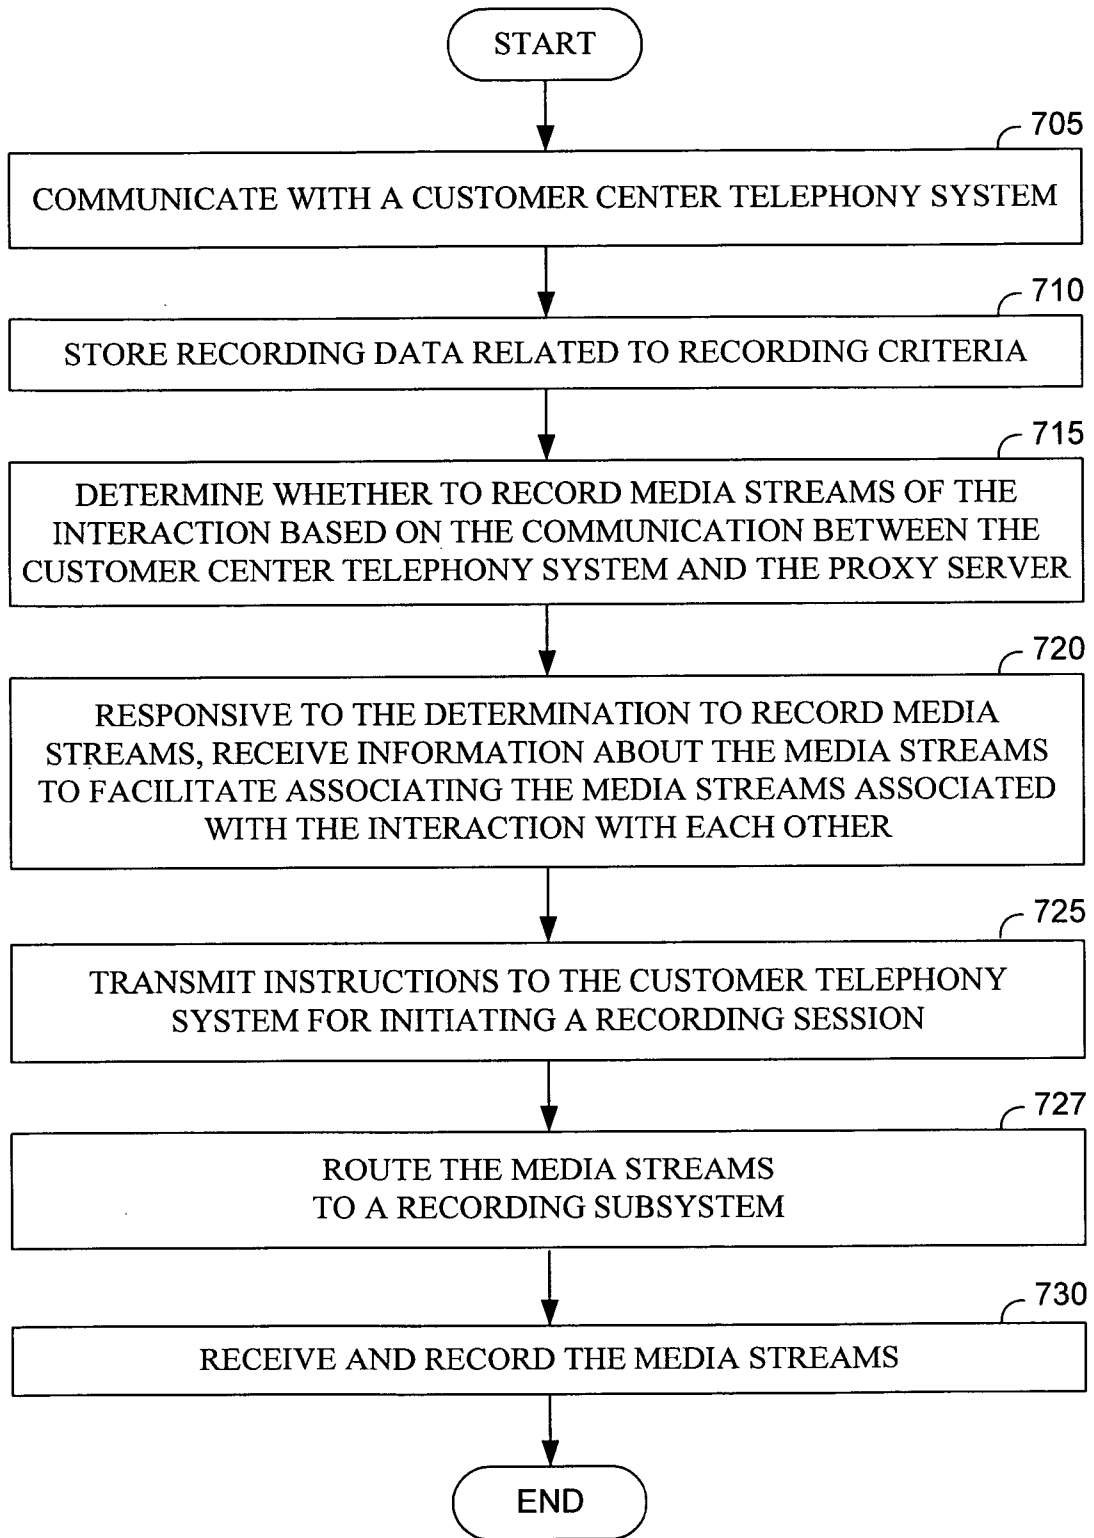 START
705
COMMUNICATE WITH A CUSTOMER CENTER TELEPHONY SYSTEM
710
STORE RECORDING DATA RELATED TO RECORDING CRITERIA
715
DETERMINE WHETHER TO RECORD MEDIA STREAMS OF THE
INTERACTION BASED ON THE COMMUNICATION BETWEEN THE
CUSTOMER CENTER TELEPHONY SYSTEM AND THE PROXY SERVER
720
RESPONSIVE TO THE DETERMINATION TO RECORD MEDIA
STREAMS, RECEIVE INFORMATION ABOUT THE MEDIA STREAMS
TO FACILITATE ASSOCIATING THE MEDIA STREAMS ASSOCIATED
WITH THE INTERACTION WITH EACH OTHER
725
TRANSMIT INSTRUCTIONS TO THE CUSTOMER TELEPHONY
SYSTEM FOR INITIATING A RECORDING SESSION
727
ROUTE THE MEDIA STREAMS
TO A RECORDING SUBSYSTEM
730
RECEIVE AND RECORD THE MEDIA STREAMS
END